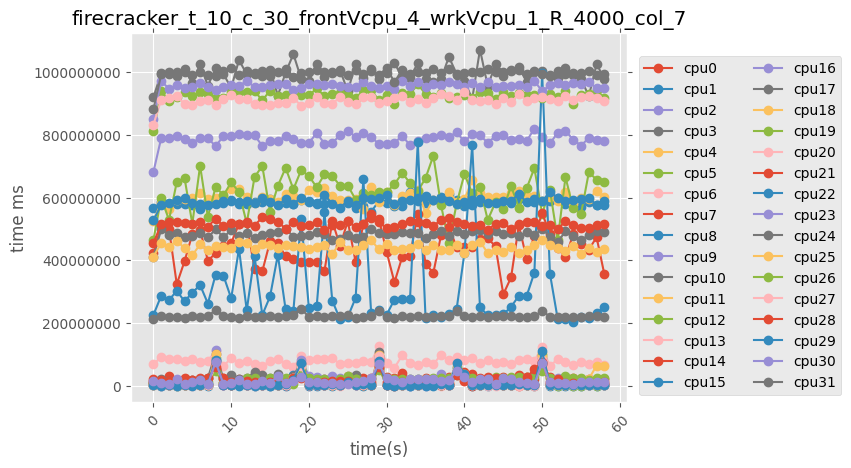 firecracker_t_10_c_30_frontVcpu_4_wrkVcpu_1_R_4000_col_7
time ms
1000000000
800000000
600000000
400000000
200000000
0
0
10
20
30
40
50
60
time(s)
cpu0
cpu1
cpu2
cpu3
cpu4
cpu5
cpu6
cpu7
cpu8
cpu9
cpu10
cpu11
cpu12
cpu13
cpu14
cpu15
cpu16
cpu17
cpu18
cpu19
cpu20
cpu21
cpu22
cpu23
cpu24
cpu25
cpu26
cpu27
cpu28
cpu29
cpu30
cpu31